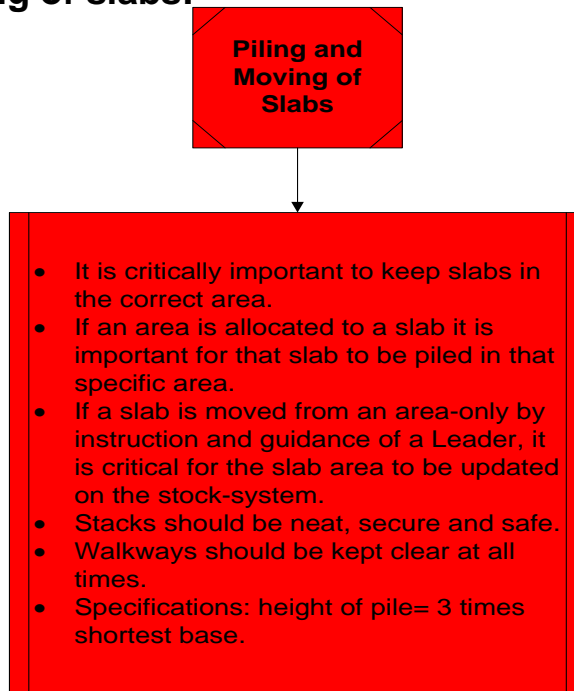 g of slabs.
Piling and
Moving of
Slabs
• It is critically important to keep slabs in
the correct area.
• If an area is allocated to a slab it is
important for that slab to be piled in that
specific area.
• If a slab is moved from an area-only by
instruction and guidance of a Leader, it
is critical for the slab area to be updated
on the stock-system.
• Stacks should be neat, secure and safe.
• Walkways should be kept clear at all
times.
• Specifications: height of pile= 3 times
shortest base.